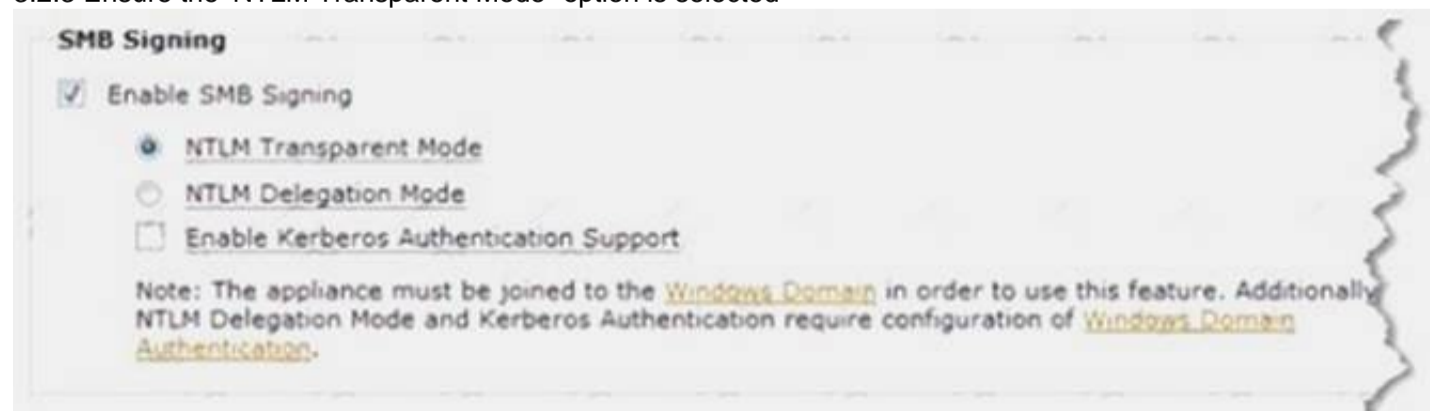 SMB Signing
Enable SMB Signing
NTLM Transparent Mode
NTLM Delegation Mode
Enable Kerberos Authentication Support
Note: The appliance must be joined to the Windows Domain in order to use this feature. Additionally
NTLM Delegation Mode and Kerberos Authentication require configuration of Windows Domain
Authentication.